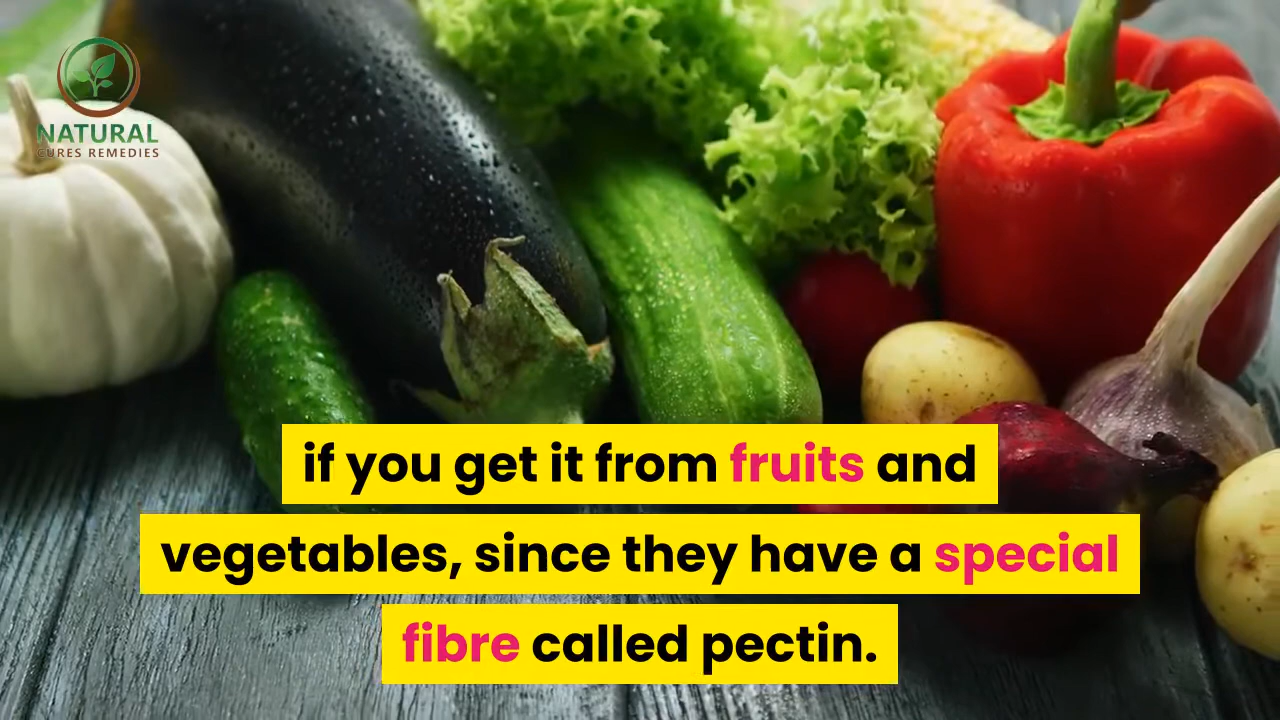 NATURAL
CURES REMEDIES
if you get it from fruits and
vegetables, since they have a special
fibre called pectin.